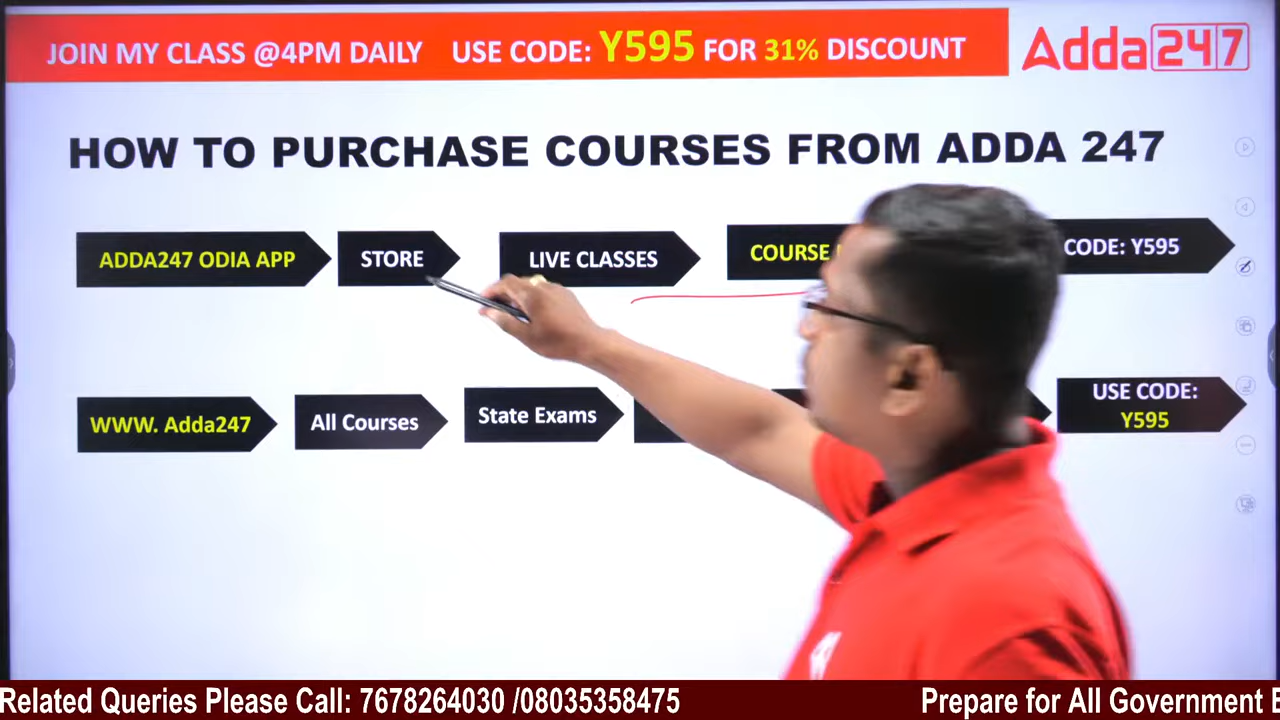 JOIN MY CLASS @4PM DAILY USE CODE: Y595 FOR 31% DISCOUNT
Adda247
HOW TO PURCHASE COURSES FROM ADDA 247
ADDA247 ODIA APP
STORE
LIVE CLASSES
COURSE
CODE: Y595
WWW. Adda247
All Courses
State Exams
USE CODE:
Y595
Related Queries Please Call: 7678264030 /08035358475
Prepare for All Government